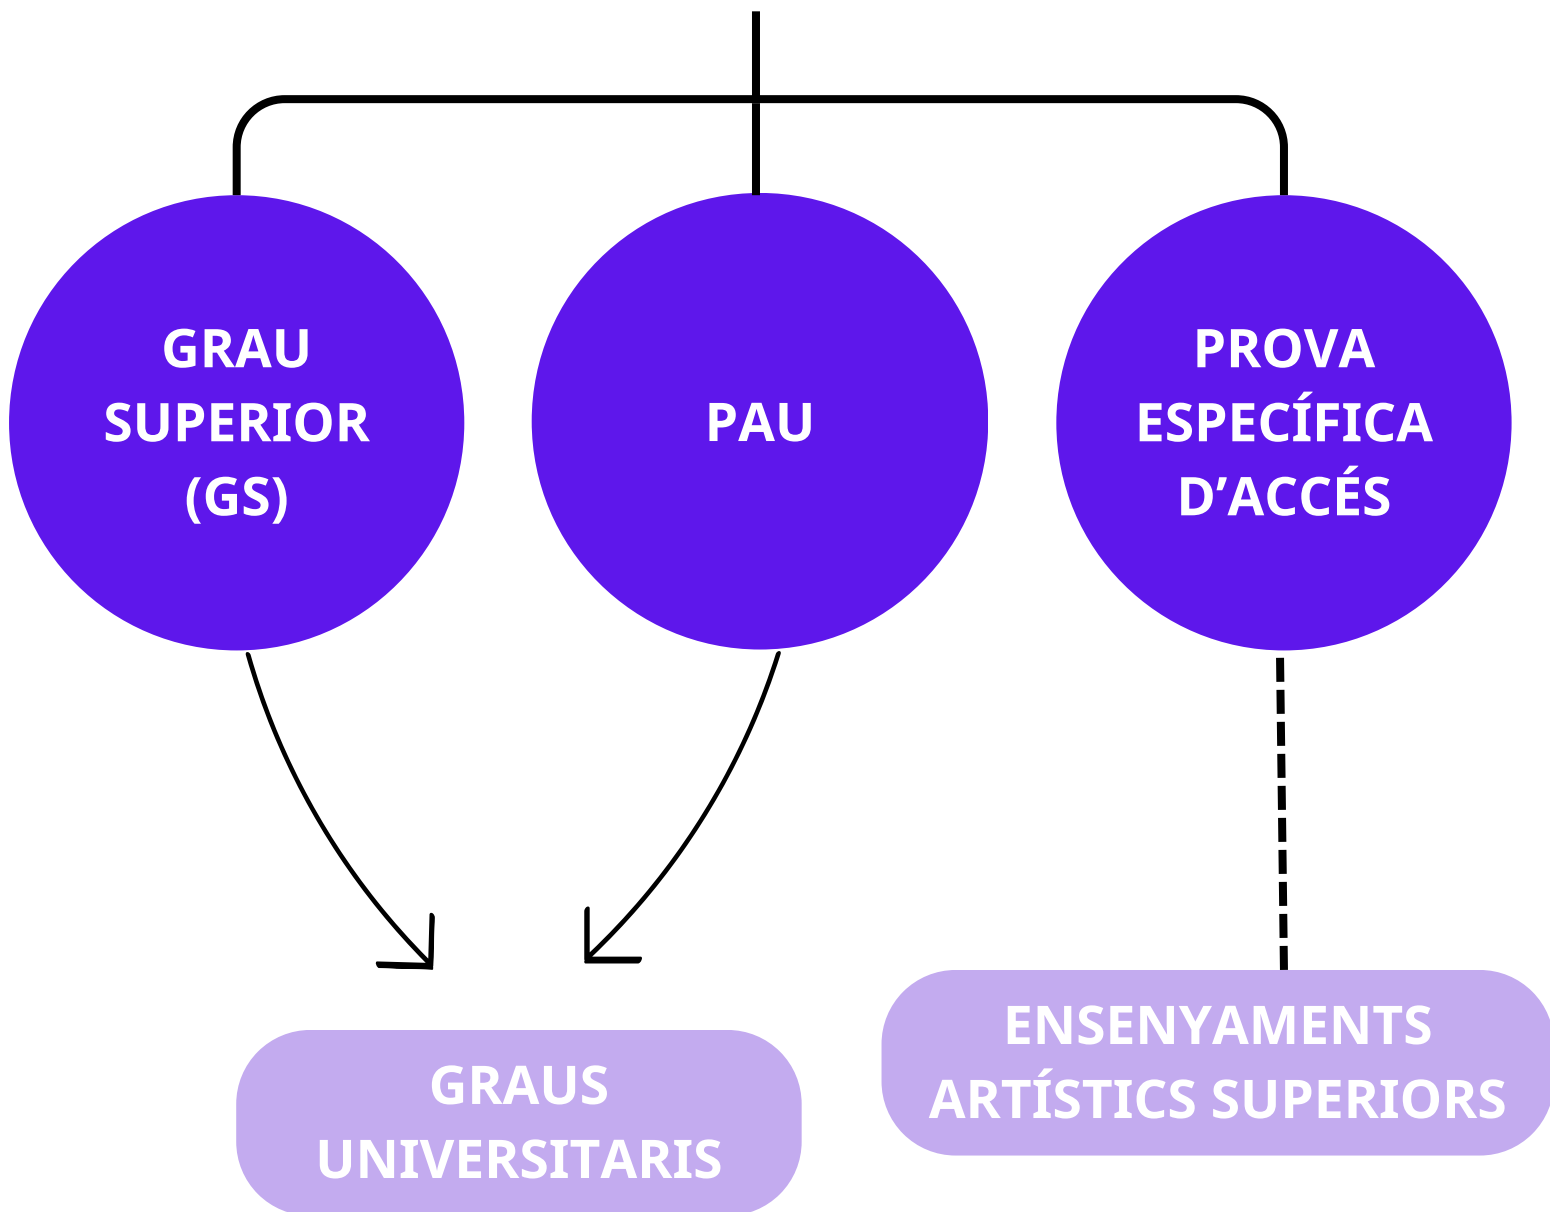 GRAU
SUPERIOR
(GS)
PAU
PROVA
ESPECÍFICA
D’ACCÉS
GRAUS
UNIVERSITARIS
ENSENYAMENTS
ARTÍSTICS SUPERIORS